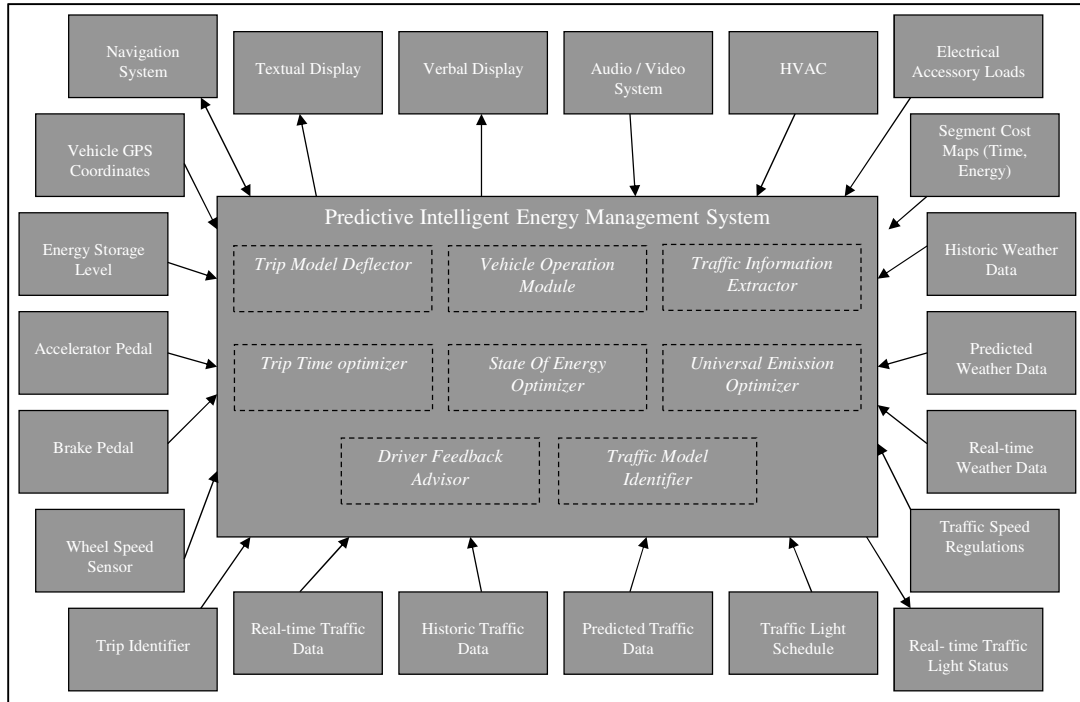 Navigation
System
Textual Display
Verbal Display
Audio / Video
System
HVAC
Electrical
Accessory Loads
Vehicle GPS
Coordinates
Segment Cost
Maps (Time,
Energy)
Predictive Intelligent Energy Management System
Energy Storage
Level
Trip Model Deflector
Vehicle Operation
Module
Traffic Information
Extractor
Historic Weather
Data
Accelerator Pedal
Trip Time optimizer
State Of Energy
Optimizer
Universal Emission
Optimizer
Predicted
Weather Data
Brake Pedal
Driver Feedback
Advisor
Traffic Model
Identifier
Real-time
Weather Data
Wheel Speed
Sensor
Traffic Speed
Regulations
Trip Identifier
Real-time Traffic
Data
Historic Traffic
Data
Predicted Traffic
Data
Traffic Light
Schedule
Real- time Traffic
Light Status